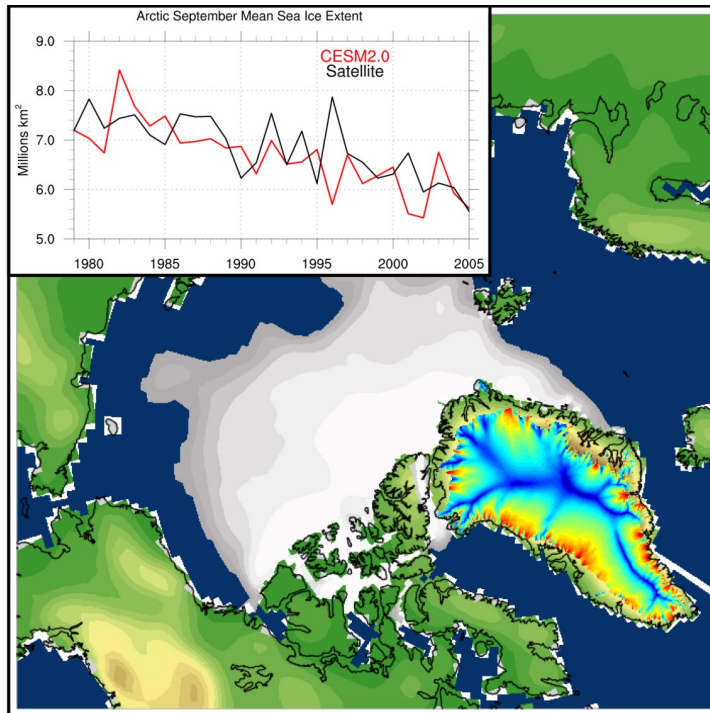 Arctic September Mean Sea Ice Extent
CESM2.0
Satellite
Millions km²
9.0
8.0
7.0
6.0
5.0
1980 1985 1990 1995 2000 2005